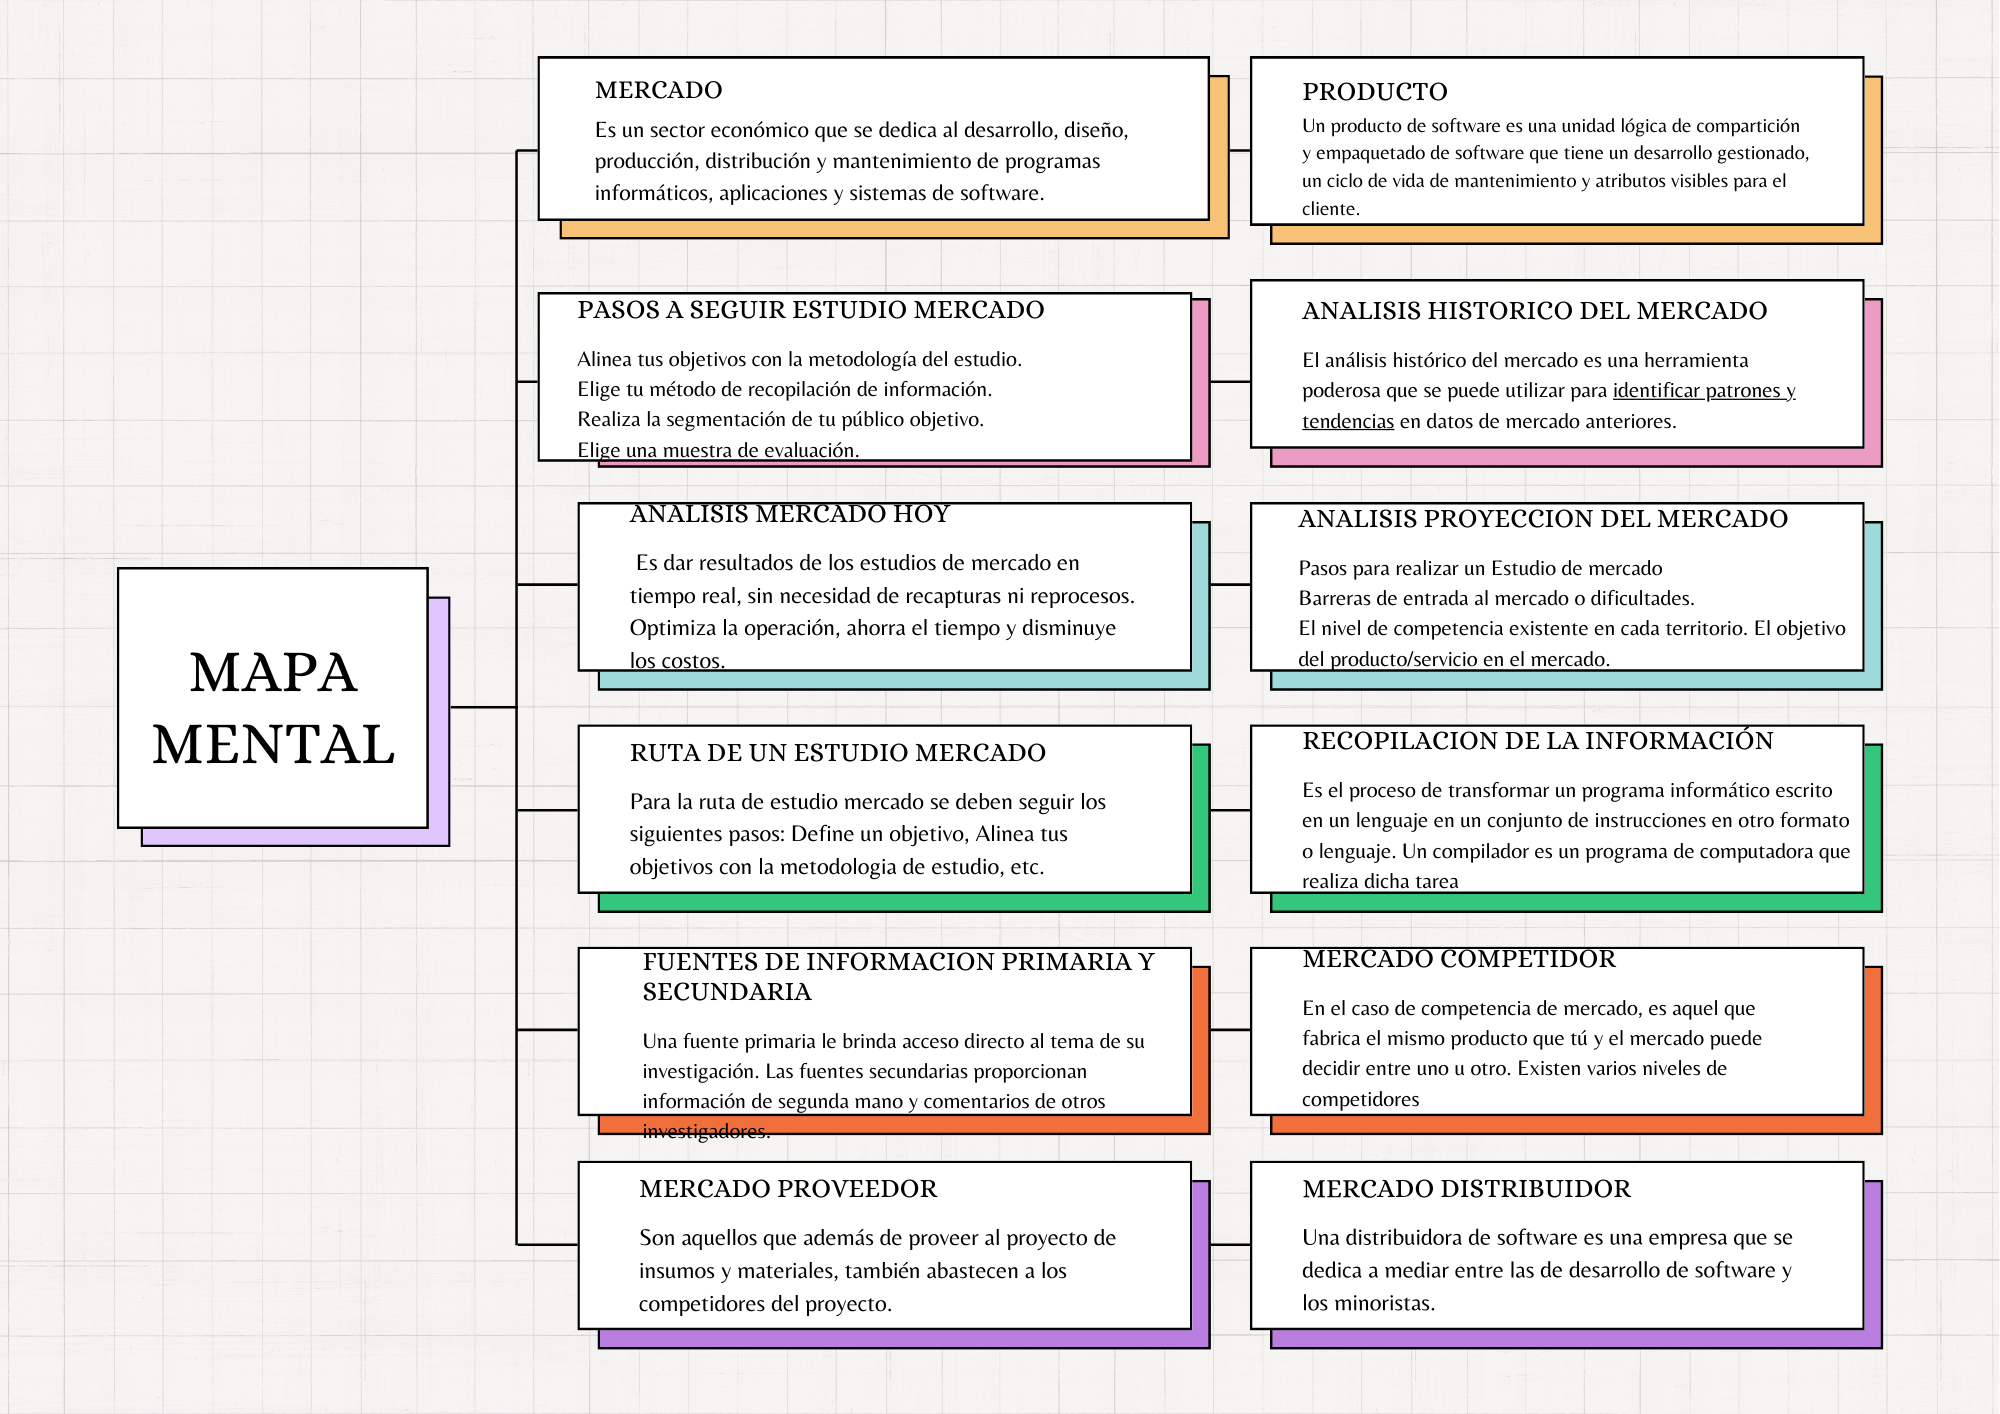 MERCADO
Es un sector económico que se dedica al desarrollo, diseño,
producción, distribución y mantenimiento de programas
informáticos, aplicaciones y sistemas de software.
PRODUCTO
Un producto de software es una unidad lógica de compartición
y empaquetado de software que tiene un desarrollo gestionado,
un ciclo de vida de mantenimiento y atributos visibles para el
cliente.
PASOS A SEGUIR ESTUDIO MERCADO
Alinea tus objetivos con la metodología del estudio.
Elige tu método de recopilación de información.
Realiza la segmentación de tu público objetivo.
Elige una muestra de evaluación.
ANALISIS HISTORICO DEL MERCADO
El análisis histórico del mercado es una herramienta
poderosa que se puede utilizar para identificar patrones y
tendencias en datos de mercado anteriores.
ANALISIS MERCADO HOY
Es dar resultados de los estudios de mercado en
tiempo real, sin necesidad de recapturas ni reprocesos.
Optimiza la operación, ahorra el tiempo y disminuye
los costos.
ANALISIS PROYECCION DEL MERCADO
Pasos para realizar un Estudio de mercado
Barreras de entrada al mercado o dificultades.
El nivel de competencia existente en cada territorio. El objetivo
del producto/servicio en el mercado.
MAPA
MENTAL
RUTA DE UN ESTUDIO MERCADO
Para la ruta de estudio mercado se deben seguir los
siguientes pasos: Define un objetivo, Alinea tus
objetivos con la metodologia de estudio, etc.
RECOPILACION DE LA INFORMACIÓN
Es el proceso de transformar un programa informático escrito
en un lenguaje en un conjunto de instrucciones en otro formato
o lenguaje. Un compilador es un programa de computadora que
realiza dicha tarea
FUENTES DE INFORMACION PRIMARIA Y
SECUNDARIA
Una fuente primaria le brinda acceso directo al tema de su
investigación. Las fuentes secundarias proporcionan
información de segunda mano y comentarios de otros
investigadores.
MERCADO COMPETIDOR
En el caso de competencia de mercado, es aquel que
fabrica el mismo producto que tú y el mercado puede
decidir entre uno u otro. Existen varios niveles de
competidores
MERCADO PROVEEDOR
Son aquellos que además de proveer al proyecto de
insumos y materiales, también abastecen a los
competidores del proyecto.
MERCADO DISTRIBUIDOR
Una distribuidora de software es una empresa que se
dedica a mediar entre las de desarrollo de software y
los minoristas.